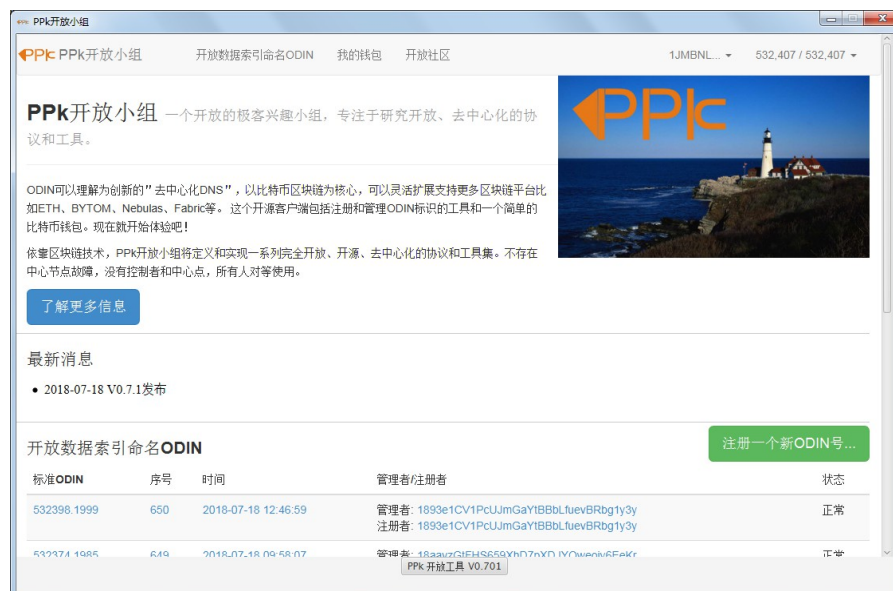 PPk开放小组
PPk PPk开放小组 开放数据索引命名ODIN 我的钱包 开放社区 1JMBNL... 532,407 / 532,407
PPk
PPk开放小组 一个开放的极客兴趣小组，专注于研究开放、去中心化的协
议和工具。
ODIN可以理解为创新的"去中心化DNS"，以比特币区块链为核心，可以灵活扩展支持更多区块链平台比
如ETH、BYTOM、Nebulas、Fabric等。 这个开源客户端包括注册和管理ODIN标识的工具和一个简单的
比特币钱包。现在就开始体验吧！
依靠区块链技术，PPk开放小组将定义和实现一系列完全开放、开源、去中心化的协议和工具集。不存在
中心节点故障，没有控制者和中心点，所有人对等使用。
了解更多信息
最新消息
• 2018-07-18 V0.7.1发布
开放数据索引命名ODIN 注册一个新ODIN号...
标准ODIN 序号 时间 管理者/注册者 状态
532398.1999 650 2018-07-18 12:46:59 管理者: 1893e1CV1PcUJmGaYtBBbLfuevBRbg1y3y 正常
注册者: 1893e1CV1PcUJmGaYtBBbLfuevBRbg1y3y
532374.1985 649 2018-07-18 09:58:07 管理者: 正常
PPk 开放工具 V0.701